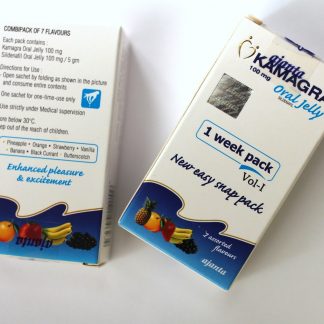 COMBIPACK OF 7 FLAVOURS
Each pack contains :
Kamagra Oral Jelly 100 mg
Sildenafil Oral Jelly 100 mg / 5 gm
Directions for Use
- Open sachet by folding as shown in the picture
and consume entire contents
One sachet for one-time-use only
Use strictly under Medical supervision
below 30°C.
out of the reach of children.
Pineapple • Orange • Strawberry • Vanilla
Banana • Black Currant • Butterscotch
Enhanced pleasure
& excitement
ajanta
ajanta
KAMAGRA
100 mg
Oral Jelly
1 week pack
Vol-I
New easy snap pack
7 assorted
flavours
ajanta